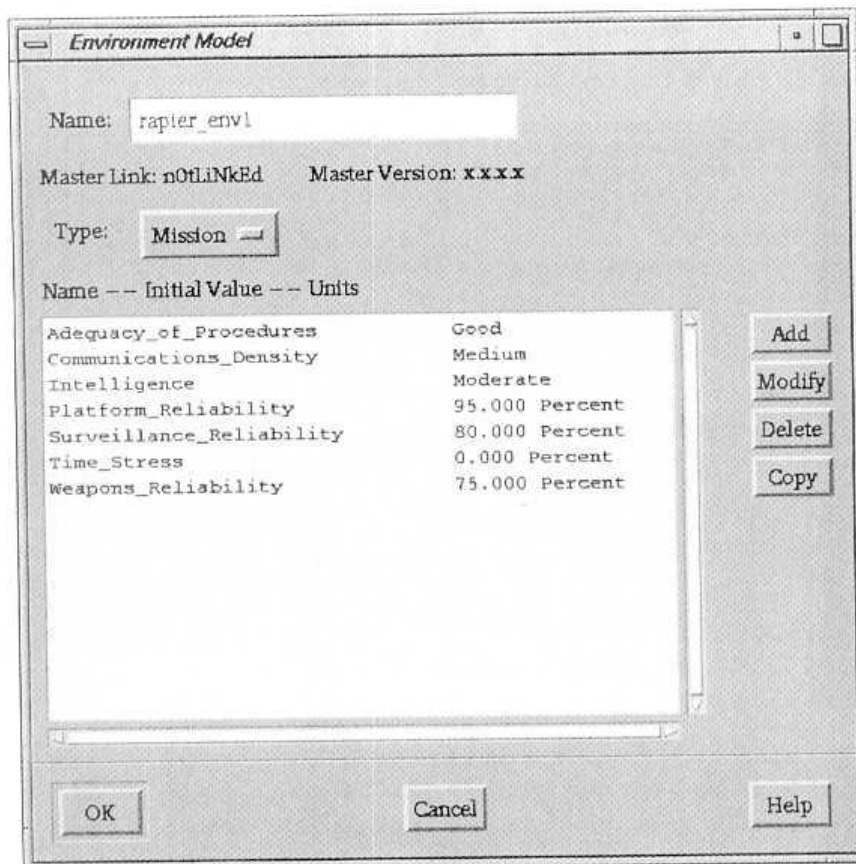 Environment Model
Name: rapier_env1
Master Link: n0tLiNkEd Master Version: x.x.x.x
Type: Mission
Name -- Initial Value -- Units
Adequacy_of_Procedures Good
Communications_Density Medium
Intelligence Moderate
Platform_Reliability 95.000 Percent
Surveillance_Reliability 80.000 Percent
Time_Stress 0.000 Percent
Weapons_Reliability 75.000 Percent
Add
Modify
Delete
Copy
OK Cancel Help